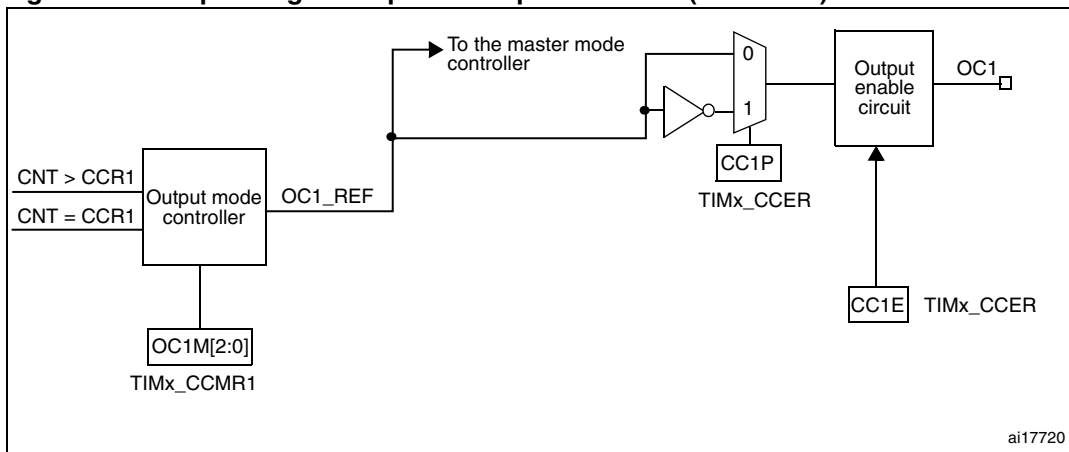 To the master mode
controller
0
1
Output
enable
circuit
OC1
CC1P
TIMx_CCER
CNT > CCR1
CNT = CCR1
Output mode
controller
OC1_REF
CC1E
TIMx_CCER
OC1M[2:0]
TIMx_CCMR1
ai17720